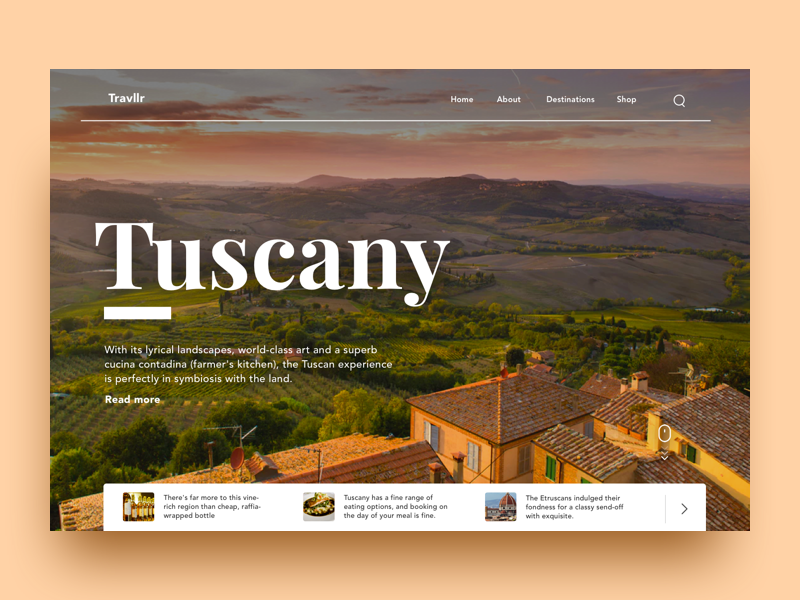 Travllr
Home About Destinations Shop
Tuscany
With its lyrical landscapes, world-class art and a superb
cucina contadina (farmer's kitchen), the Tuscan experience
is perfectly in symbiosis with the land.
Read more
There's far more to this vine-
rich region than cheap, raffia-
wrapped bottle
Tuscany has a fine range of
eating options, and booking on
the day of your meal is fine.
The Etruscans indulged their
fondness for a classy send-off
with exquisite.